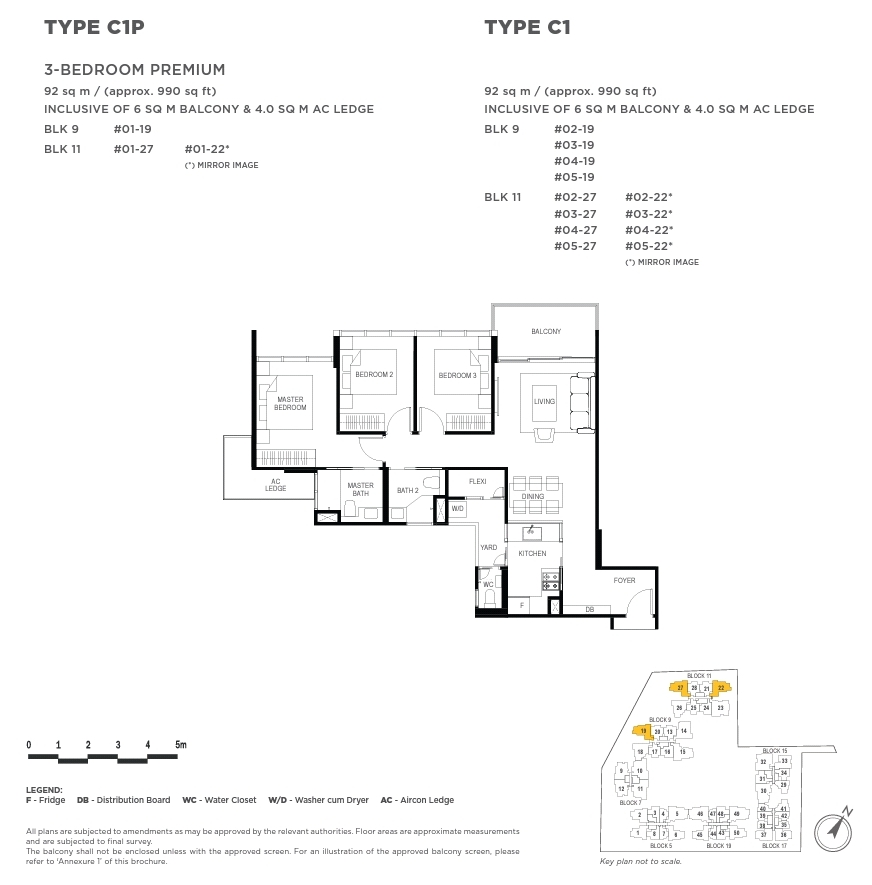 TYPE C1P
3-BEDROOM PREMIUM
92 sq m / (approx. 990 sq ft)
INCLUSIVE OF 6 SQ M BALCONY & 4.0 SQ M AC LEDGE
BLK 9 #01-19
BLK 11 #01-27 #01-22*
(*) MIRROR IMAGE
TYPE C1
92 sq m / (approx. 990 sq ft)
INCLUSIVE OF 6 SQ M BALCONY & 4.0 SQ M AC LEDGE
BLK 9 #02-19
#03-19
#04-19
#05-19
BLK 11 #02-27 #02-22*
#03-27 #03-22*
#04-27 #04-22*
#05-27 #05-22*
(*) MIRROR IMAGE
BALCONY
BEDROOM 2
BEDROOM 3
MASTER
BEDROOM
LIVING
AC
LEDGE
MASTER
BATH
BATH 2
FLEXI
DINING
W/D
YARD
KITCHEN
WC
FOYER
F
DB
0 1 2 3 4 5m
LEGEND:
F - Fridge DB - Distribution Board WC - Water Closet W/D - Washer cum Dryer AC - Aircon Ledge
All plans are subjected to amendments as may be approved by the relevant authorities. Floor areas are approximate measurements
and are subjected to final survey.
The balcony shall not be enclosed unless with the approved screen. For an illustration of the approved balcony screen, please
refer to 'Annexure 1' of this brochure.
BLOCK 11
27 28 21 22
26 25 24 23
BLOCK 9
19 20 13 14
18 17 16 15
9 10
12 11
BLOCK 7
BLOCK 15
32 33
31 34
30 29
2 3 4 5
1 8 7 6
BLOCK 5
46 47 48 49
45 44 43 50
BLOCK 19
40 41
39 42
38 35
37 36
BLOCK 17
N
Key plan not to scale.